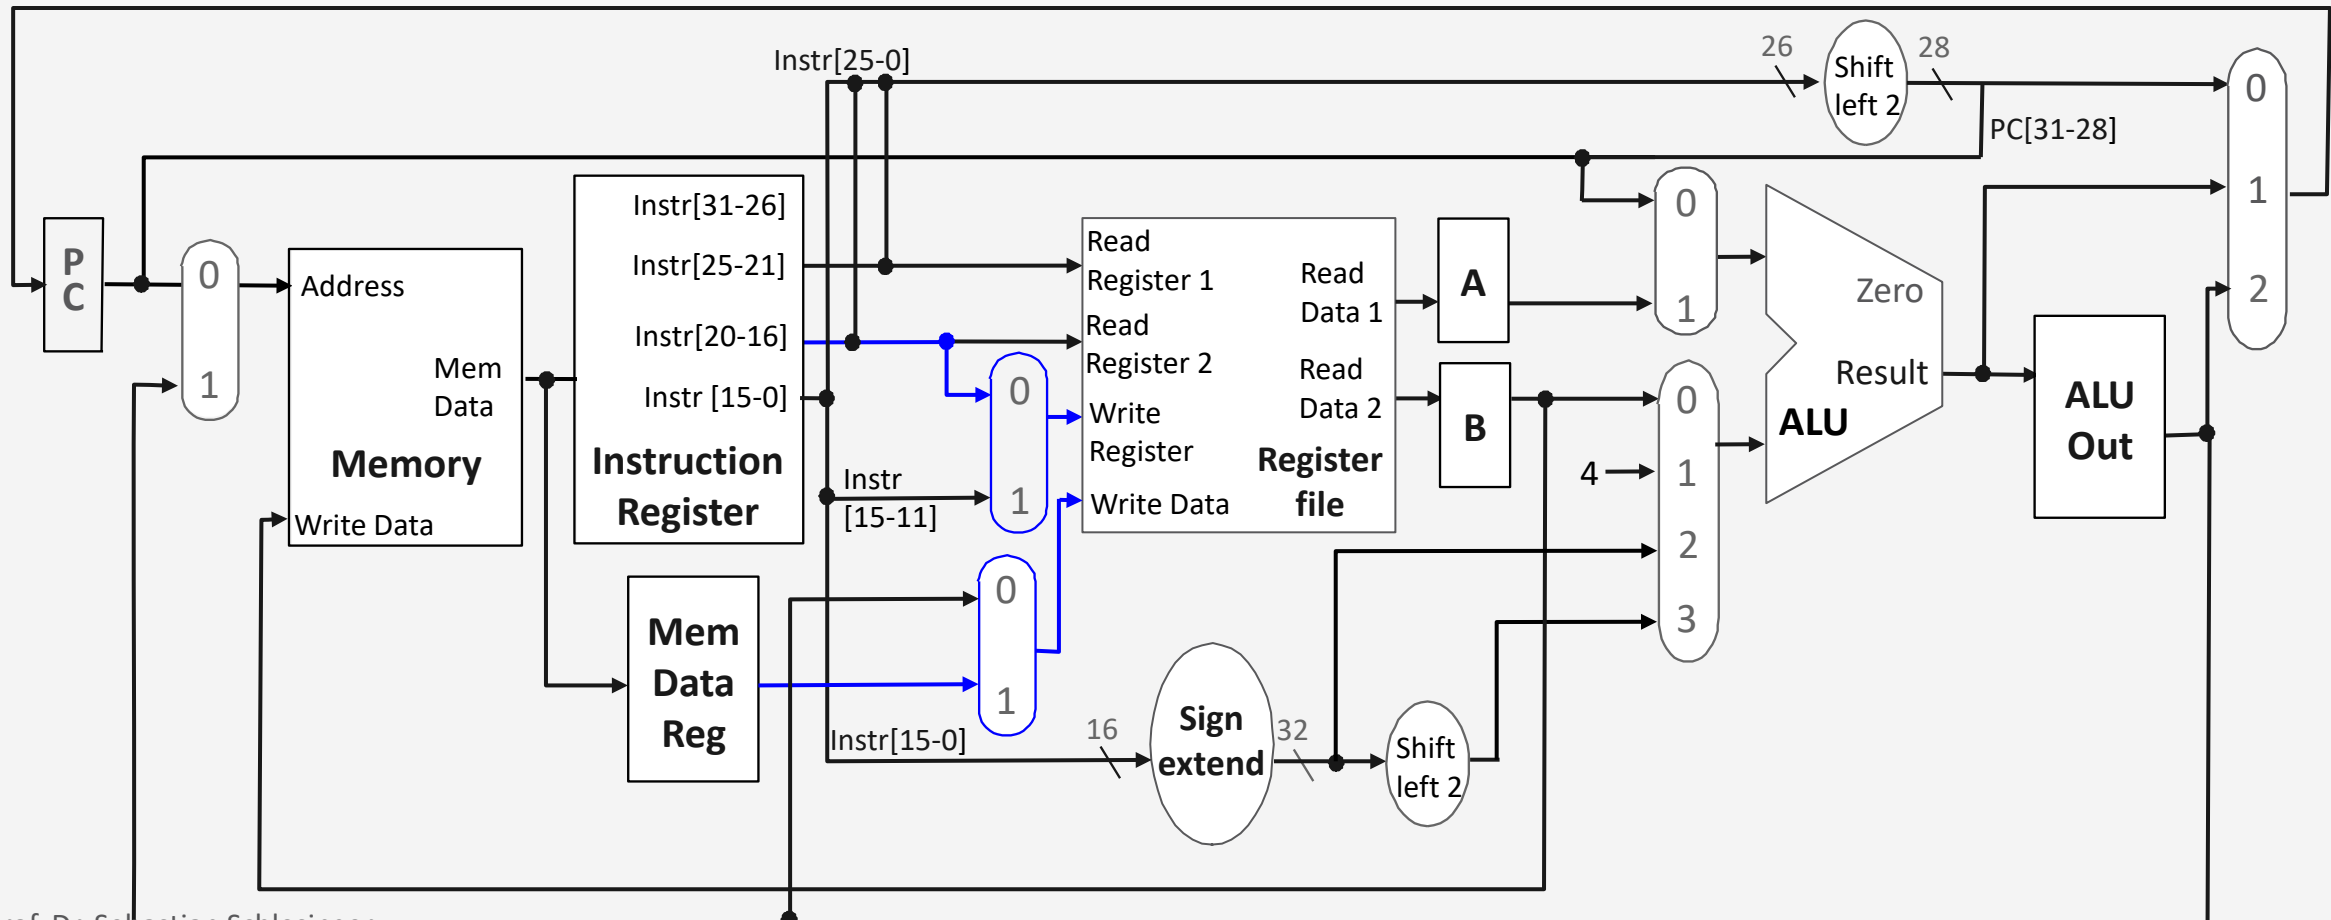 Instr[25-0]
26
Shift
left 2
28
0
PC[31-28]
1
2
P
C
0
1
Address
Mem
Data
Memory
Write Data
Instr[31-26]
Instr[25-21]
Instr[20-16]
Instr [15-0]
Instruction
Register
0
1
Instr
[15-11]
Read
Register 1
Read
Register 2
Write
Register
Write Data
Read
Data 1
Read
Data 2
Register
file
A
B
0
1
0
4
1
2
3
Zero
Result
ALU
ALU
Out
Mem
Data
Reg
0
1
Instr[15-0]
16
Sign
extend
32
Shift
left 2